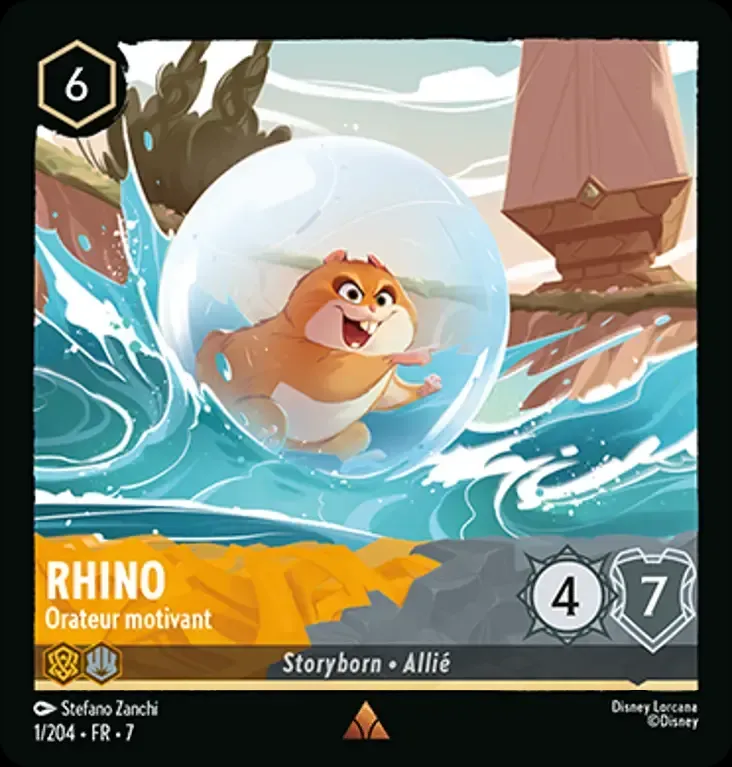 6
RHINO
Orateur motivant
4
7
Storyborn • Allié
Stefano Zanchi
1/204 • FR • 7
Disney Lorcana
©Disney